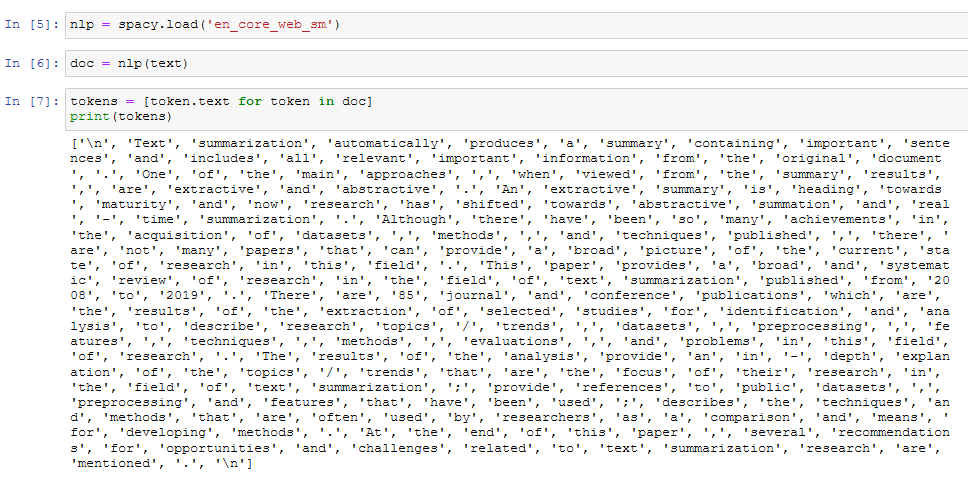 In [5]: nlp = spacy.load('en_core_web_sm')
In [6]: doc = nlp(text)
In [7]: tokens = [token.text for token in doc]
print(tokens)
['\n', 'Text', 'summarization', 'automatically', 'produces', 'a', 'summary', 'containing', 'important', 'sente
nces', 'and', 'includes', 'all', 'relevant', 'important', 'information', 'from', 'the', 'original', 'document
', '.', 'One', 'of', 'the', 'main', 'approaches', ',', 'when', 'viewed', 'from', 'the', 'summary', 'results',
',', 'are', 'extractive', 'and', 'abstractive', '.', 'An', 'extractive', 'summary', 'is', 'heading', 'towards
', 'maturity', 'and', 'now', 'research', 'has', 'shifted', 'towards', 'abstractive', 'summation', 'and', 'real
', '-', 'time', 'summarization', '.', 'Although', 'there', 'have', 'been', 'so', 'many', 'achievements', 'in',
'the', 'acquisition', 'of', 'datasets', ',', 'methods', ',', 'and', 'techniques', 'published', ',', 'there', '
are', 'not', 'many', 'papers', 'that', 'can', 'provide', 'a', 'broad', 'picture', 'of', 'the', 'current', 'sta
te', 'of', 'research', 'in', 'this', 'field', '.', 'This', 'paper', 'provides', 'a', 'broad', 'and', 'systemat
ic', 'review', 'of', 'research', 'in', 'the', 'field', 'of', 'text', 'summarization', 'published', 'from', '20
08', 'to', '2019', '.', 'There', 'are', '85', 'journal', 'and', 'conference', 'publications', 'which', 'are',
'the', 'results', 'of', 'the', 'extraction', 'of', 'selected', 'studies', 'for', 'identification', 'and', 'ana
lysis', 'to', 'describe', 'research', 'topics', '/', 'trends', ',', 'datasets', ',', 'preprocessing', ',', 'fe
atures', ',', 'techniques', ',', 'methods', ',', 'evaluations', ',', 'and', 'problems', 'in', 'this', 'field',
'of', 'research', '.', 'The', 'results', 'of', 'the', 'analysis', 'provide', 'an', 'in', '-', 'depth', 'explan
ation', 'of', 'the', 'topics', '/', 'trends', 'that', 'are', 'the', 'focus', 'of', 'their', 'research', 'in',
'the', 'field', 'of', 'text', 'summarization', ';', 'provide', 'references', 'to', 'public', 'datasets', ',',
'preprocessing', 'and', 'features', 'that', 'have', 'been', 'used', ';', 'describes', 'the', 'techniques', 'an
d', 'methods', 'that', 'are', 'often', 'used', 'by', 'researchers', 'as', 'a', 'comparison', 'and', 'means', '
for', 'developing', 'methods', '.', 'At', 'the', 'end', 'of', 'this', 'paper', ',', 'several', 'recommendation
s', 'for', 'opportunities', 'and', 'challenges', 'related', 'to', 'text', 'summarization', 'research', 'are',
'mentioned', '.', '\n']